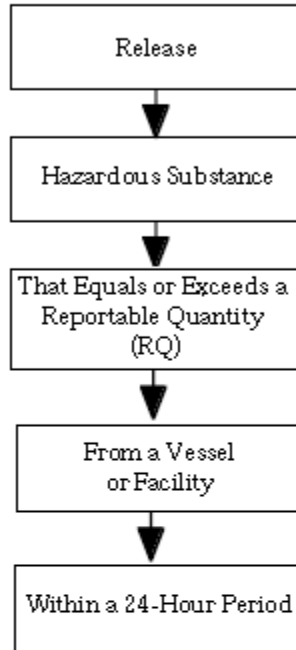 Release
Hazardous Substance
That Equals or Exceeds a
Reportable Quantity
(RQ)
From a Vessel
or Facility
Within a 24-Hour Period